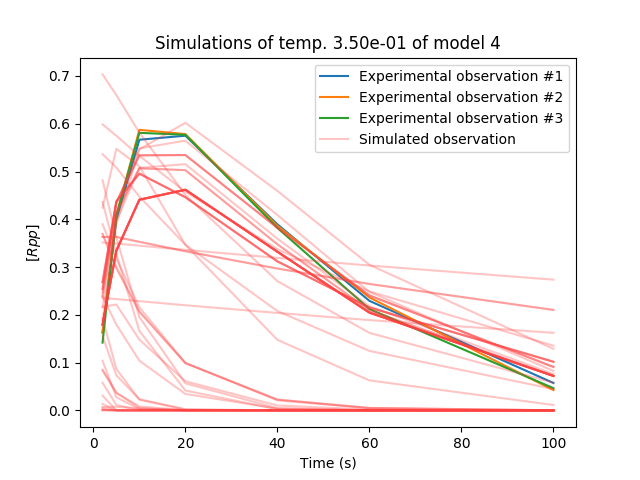 Simulations of temp. 3.50e-01 of model 4
Experimental observation #1
Experimental observation #2
Experimental observation #3
Simulated observation
[Rpp]
0.7
0.6
0.5
0.4
0.3
0.2
0.1
0.0
0 20 40 60 80 100
Time (s)